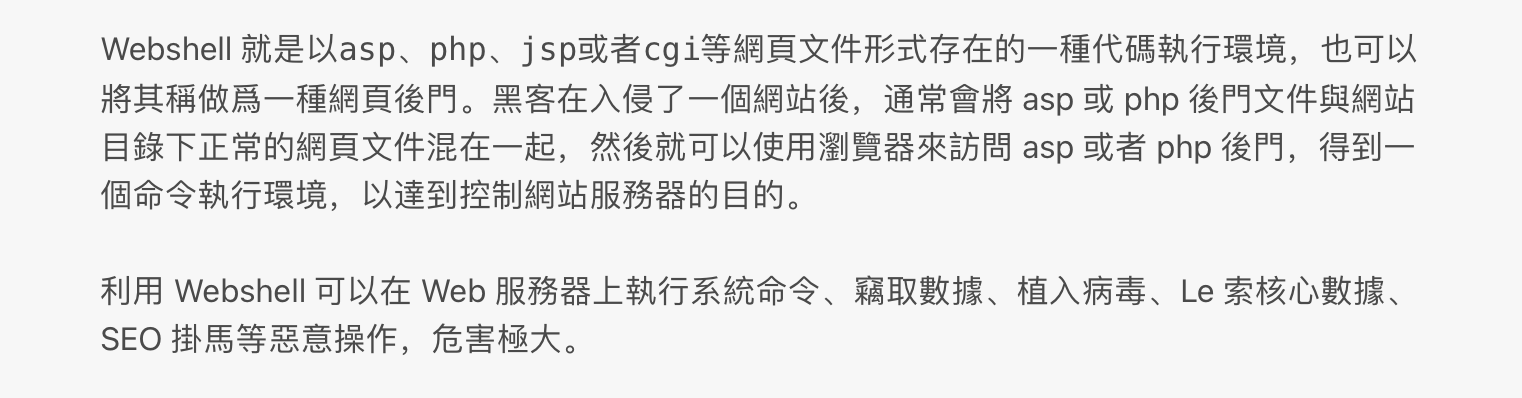 Webshell 就是以asp、php、jsp或者cgi等網頁文件形式存在的一種代碼執行環境，也可以
將其稱做爲一種網頁後門。黑客在入侵了一個網站後，通常會將 asp 或 php 後門文件與網站
目錄下正常的網頁文件混在一起，然後就可以使用瀏覽器來訪問 asp 或者 php 後門，得到一
個命令執行環境，以達到控制網站服務器的目的。
利用 Webshell 可以在 Web 服務器上執行系統命令、竊取數據、植入病毒、Le 索核心數據、
SEO 掛馬等惡意操作，危害極大。